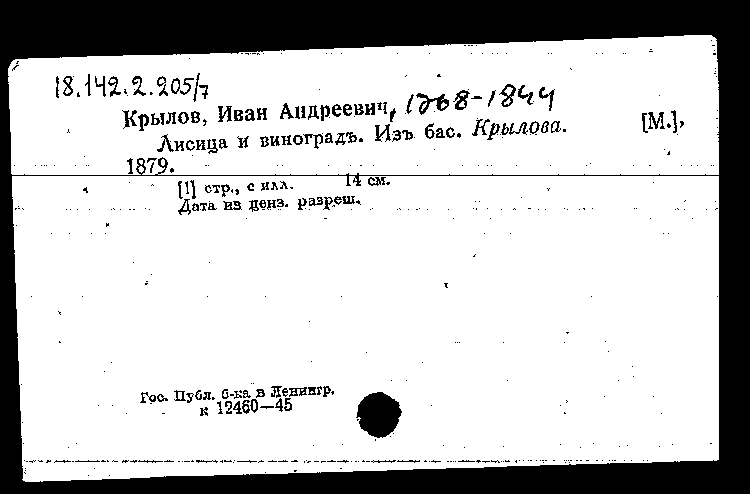 18.142.2.205/7
Крылов, Иван Андреевич, 1768-1844
Лисица и виноградъ. Изъ бас. Крылова. [М.],
1879.
[1] стр., с илл. 14 см.
Дата из ценз. разреш.
Гос. Публ. б-ка в Ленингр.
к 12460—45